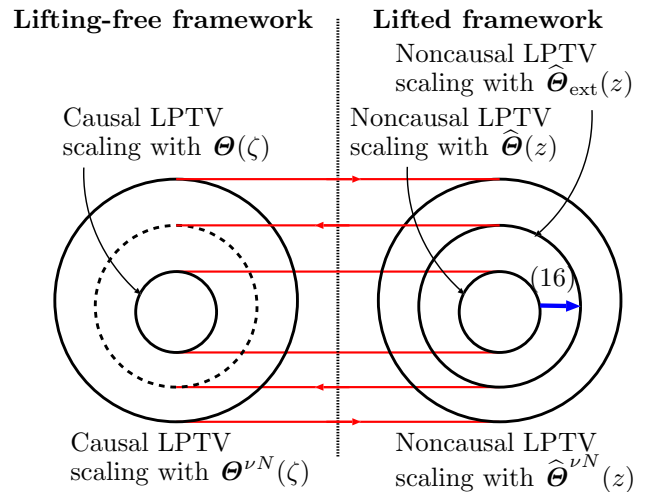 Lifting-free framework
Lifted framework
Noncausal LPTV
scaling with Θ̂_ext(z)
Causal LPTV
scaling with Θ(ζ)
Noncausal LPTV
scaling with Θ̂(z)
(16)
Causal LPTV
scaling with Θ^{νN}(ζ)
Noncausal LPTV
scaling with Θ̂^{νN}(z)